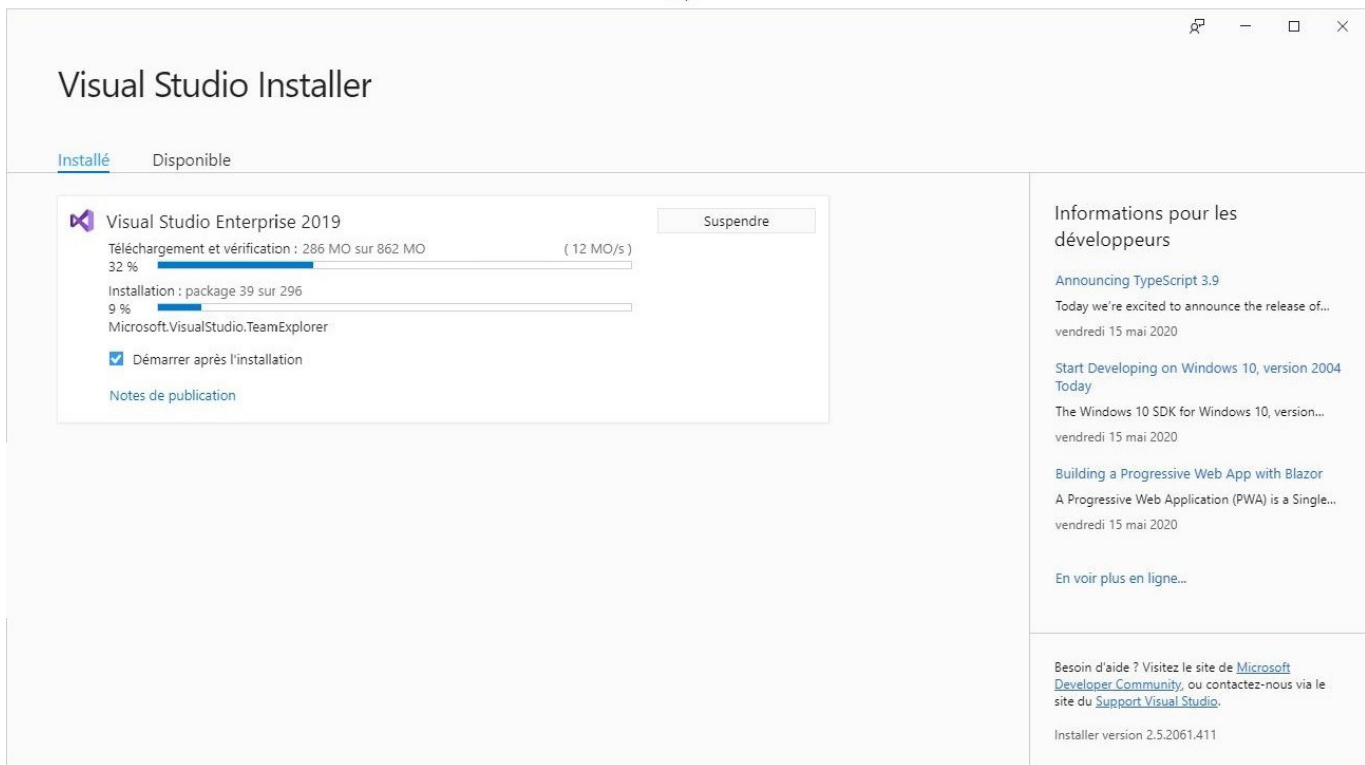 Visual Studio Installer
Installé
Disponible
Visual Studio Enterprise 2019
Suspendre
Téléchargement et vérification : 286 MO sur 862 MO
( 12 MO/s )
32 %
Installation : package 39 sur 296
9 %
Microsoft.VisualStudio.TeamExplorer
Démarrer après l'installation
Notes de publication
Informations pour les
développeurs
Announcing TypeScript 3.9
Today we're excited to announce the release of...
vendredi 15 mai 2020
Start Developing on Windows 10, version 2004
Today
The Windows 10 SDK for Windows 10, version...
vendredi 15 mai 2020
Building a Progressive Web App with Blazor
A Progressive Web Application (PWA) is a Single...
vendredi 15 mai 2020
En voir plus en ligne...
Besoin d'aide ? Visitez le site de Microsoft
Developer Community, ou contactez-nous via le
site du Support Visual Studio.
Installer version 2.5.2061.411